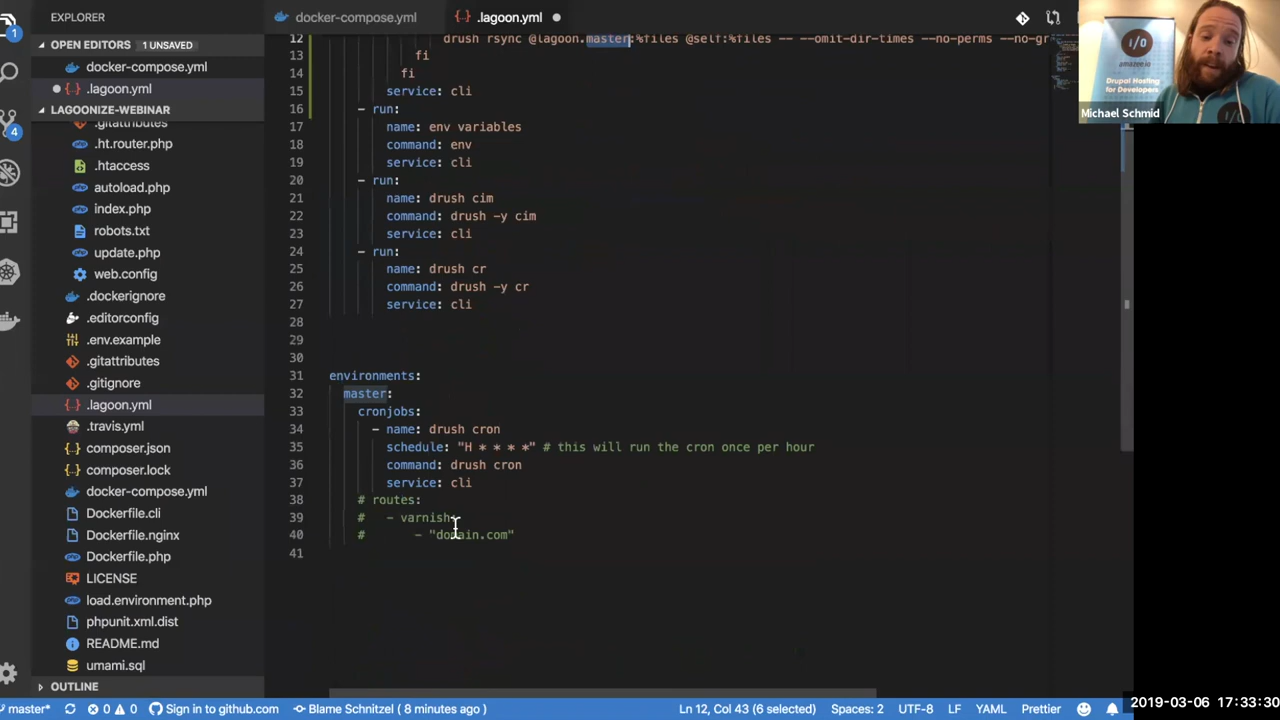 EXPLORER
OPEN EDITORS 1 UNSAVED
docker-compose.yml
.lagoon.yml
LAGOONIZE-WEBINAR
.gitattributes
.ht.router.php
.htaccess
autoload.php
index.php
robots.txt
update.php
web.config
.dockerignore
.editorconfig
.env.example
.gitattributes
.gitignore
.lagoon.yml
.travis.yml
composer.json
composer.lock
docker-compose.yml
Dockerfile.cli
Dockerfile.nginx
Dockerfile.php
LICENSE
load.environment.php
phpunit.xml.dist
README.md
umami.sql
OUTLINE
1
4
docker-compose.yml
.lagoon.yml
12 drush rsync @lagoon.master:%files @self:%files -- --omit-dir-times --no-perms --no-gr
13 fi
14 fi
15 service: cli
16 - run:
17 name: env variables
18 command: env
19 service: cli
20 - run:
21 name: drush cim
22 command: drush -y cim
23 service: cli
24 - run:
25 name: drush cr
26 command: drush -y cr
27 service: cli
28
29
30
31 environments:
32 master:
33 cronjobs:
34 - name: drush cron
35 schedule: "H * * * *" # this will run the cron once per hour
36 command: drush cron
37 service: cli
38 # routes:
39 # - varnish
40 # - "domain.com"
41
I/O
amazee.io
Drupal Hosting
for Developers
Michael Schmid
master* 0 0 Sign in to github.com Blame Schnitzel ( 8 minutes ago ) Ln 12, Col 43 (6 selected) Spaces: 2 UTF-8 LF YAML Prettier
2019-03-06 17:33:30